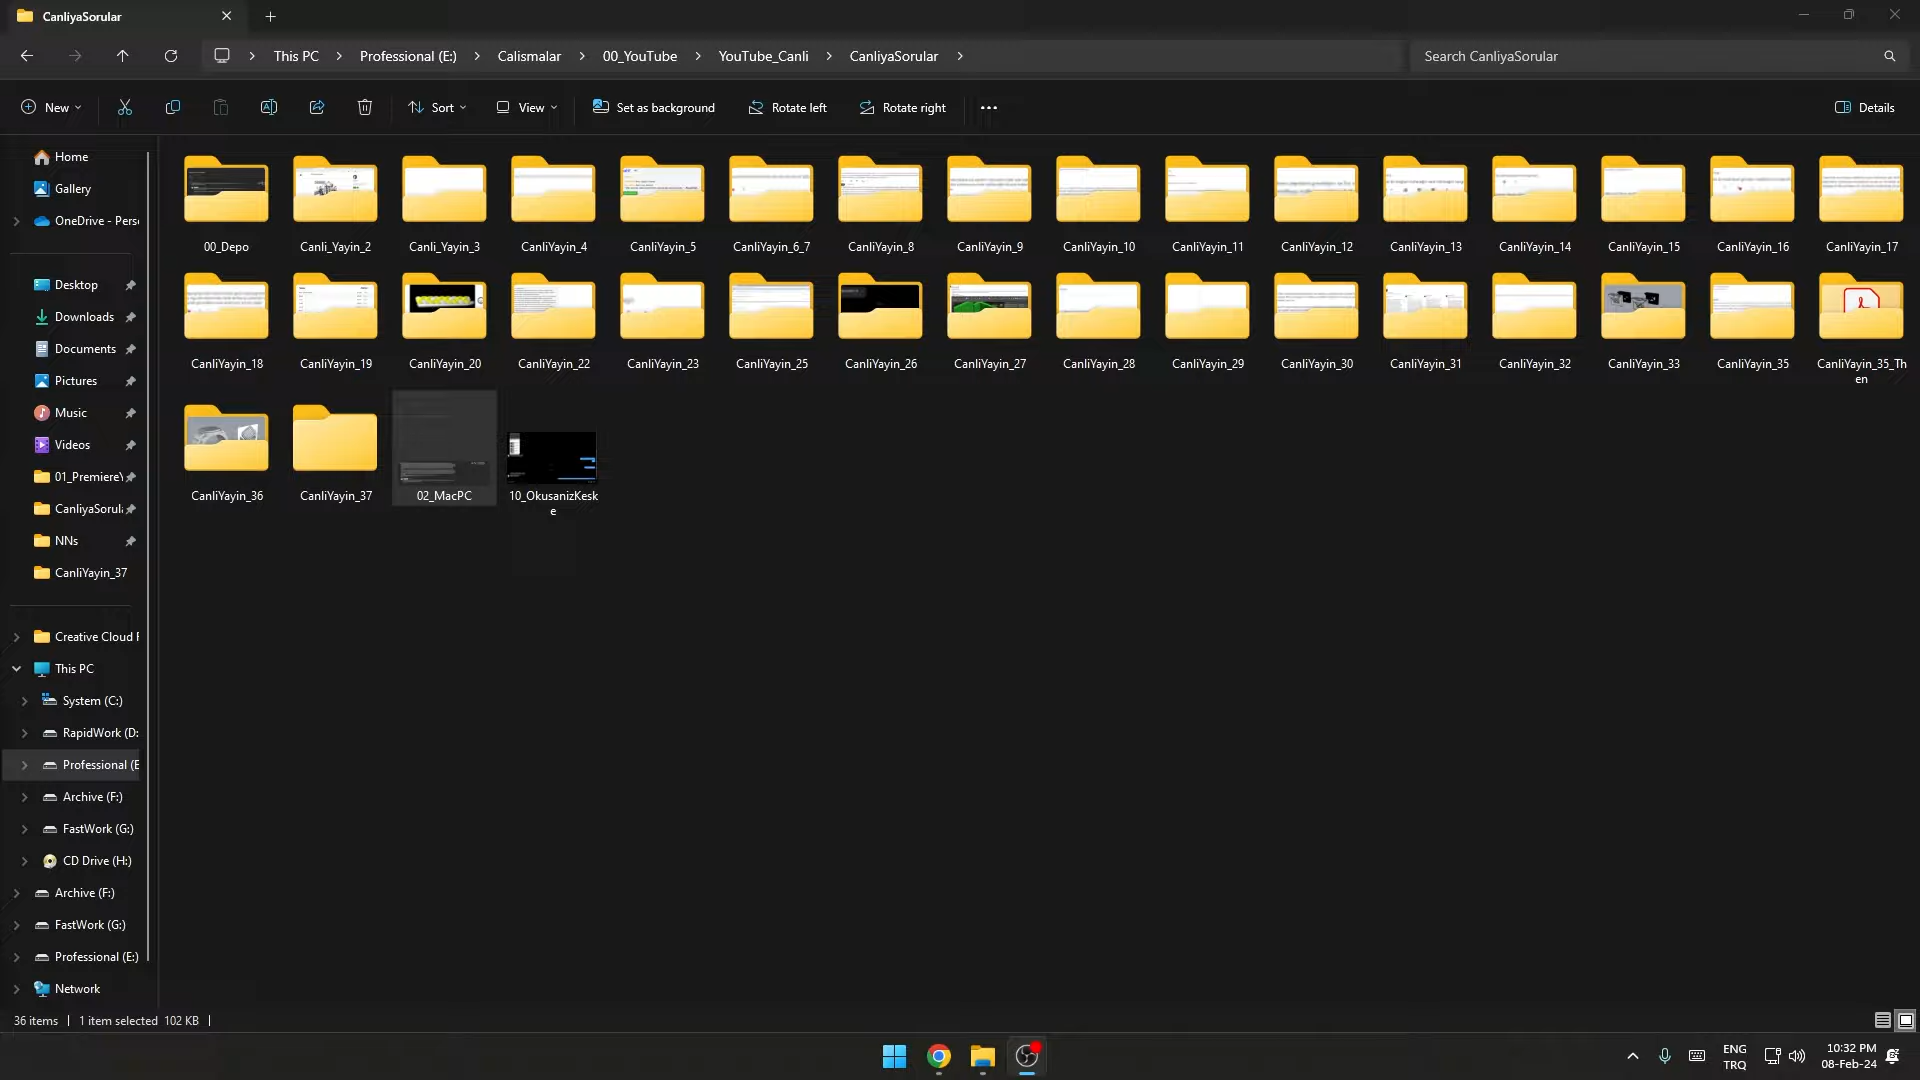 CanliyaSorular
This PC
Professional (E:)
Calismalar
00_YouTube
YouTube_Canli
CanliyaSorular
Search CanliyaSorular
New
Sort
View
Set as background
Rotate left
Rotate right
Details
Home
Gallery
OneDrive - Pers
Desktop
Downloads
Documents
Pictures
Music
Videos
01_Premiere
CanliyaSorul
NNs
CanliYayin_37
Creative Cloud F
This PC
System (C:)
RapidWork (D:
Professional (E
Archive (F:)
FastWork (G:)
CD Drive (H:)
Archive (F:)
FastWork (G:)
Professional (E:)
Network
00_Depo
Canli_Yayin_2
Canli_Yayin_3
CanliYayin_4
CanliYayin_5
CanliYayin_6_7
CanliYayin_8
CanliYayin_9
CanliYayin_10
CanliYayin_11
CanliYayin_12
CanliYayin_13
CanliYayin_14
CanliYayin_15
CanliYayin_16
CanliYayin_17
CanliYayin_18
CanliYayin_19
CanliYayin_20
CanliYayin_22
CanliYayin_23
CanliYayin_25
CanliYayin_26
CanliYayin_27
CanliYayin_28
CanliYayin_29
CanliYayin_30
CanliYayin_31
CanliYayin_32
CanliYayin_33
CanliYayin_35
CanliYayin_35_Th
en
CanliYayin_36
CanliYayin_37
02_MacPC
10_OkusanizKesk
e
36 items
1 item selected 102 KB
ENG
TRQ
10:32 PM
08-Feb-24